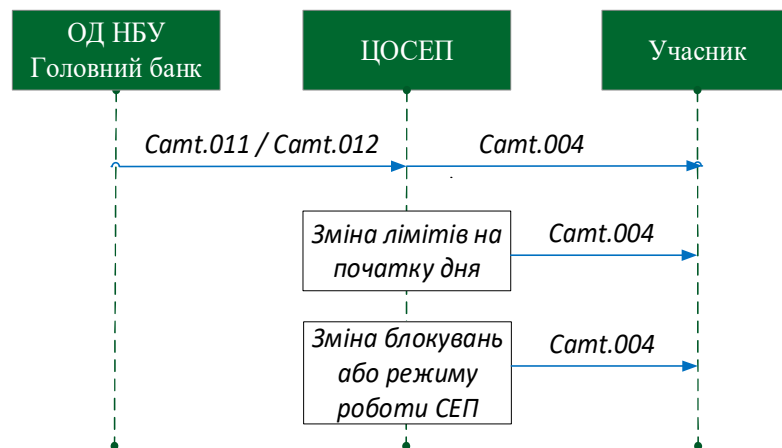 ОД НБУ
Головний банк
ЦОСЕП
Учасник
Camt.011 / Camt.012
Camt.004
Зміна лімітів на
початку дня
Camt.004
Зміна блокувань
або режиму
роботи СЕП
Camt.004